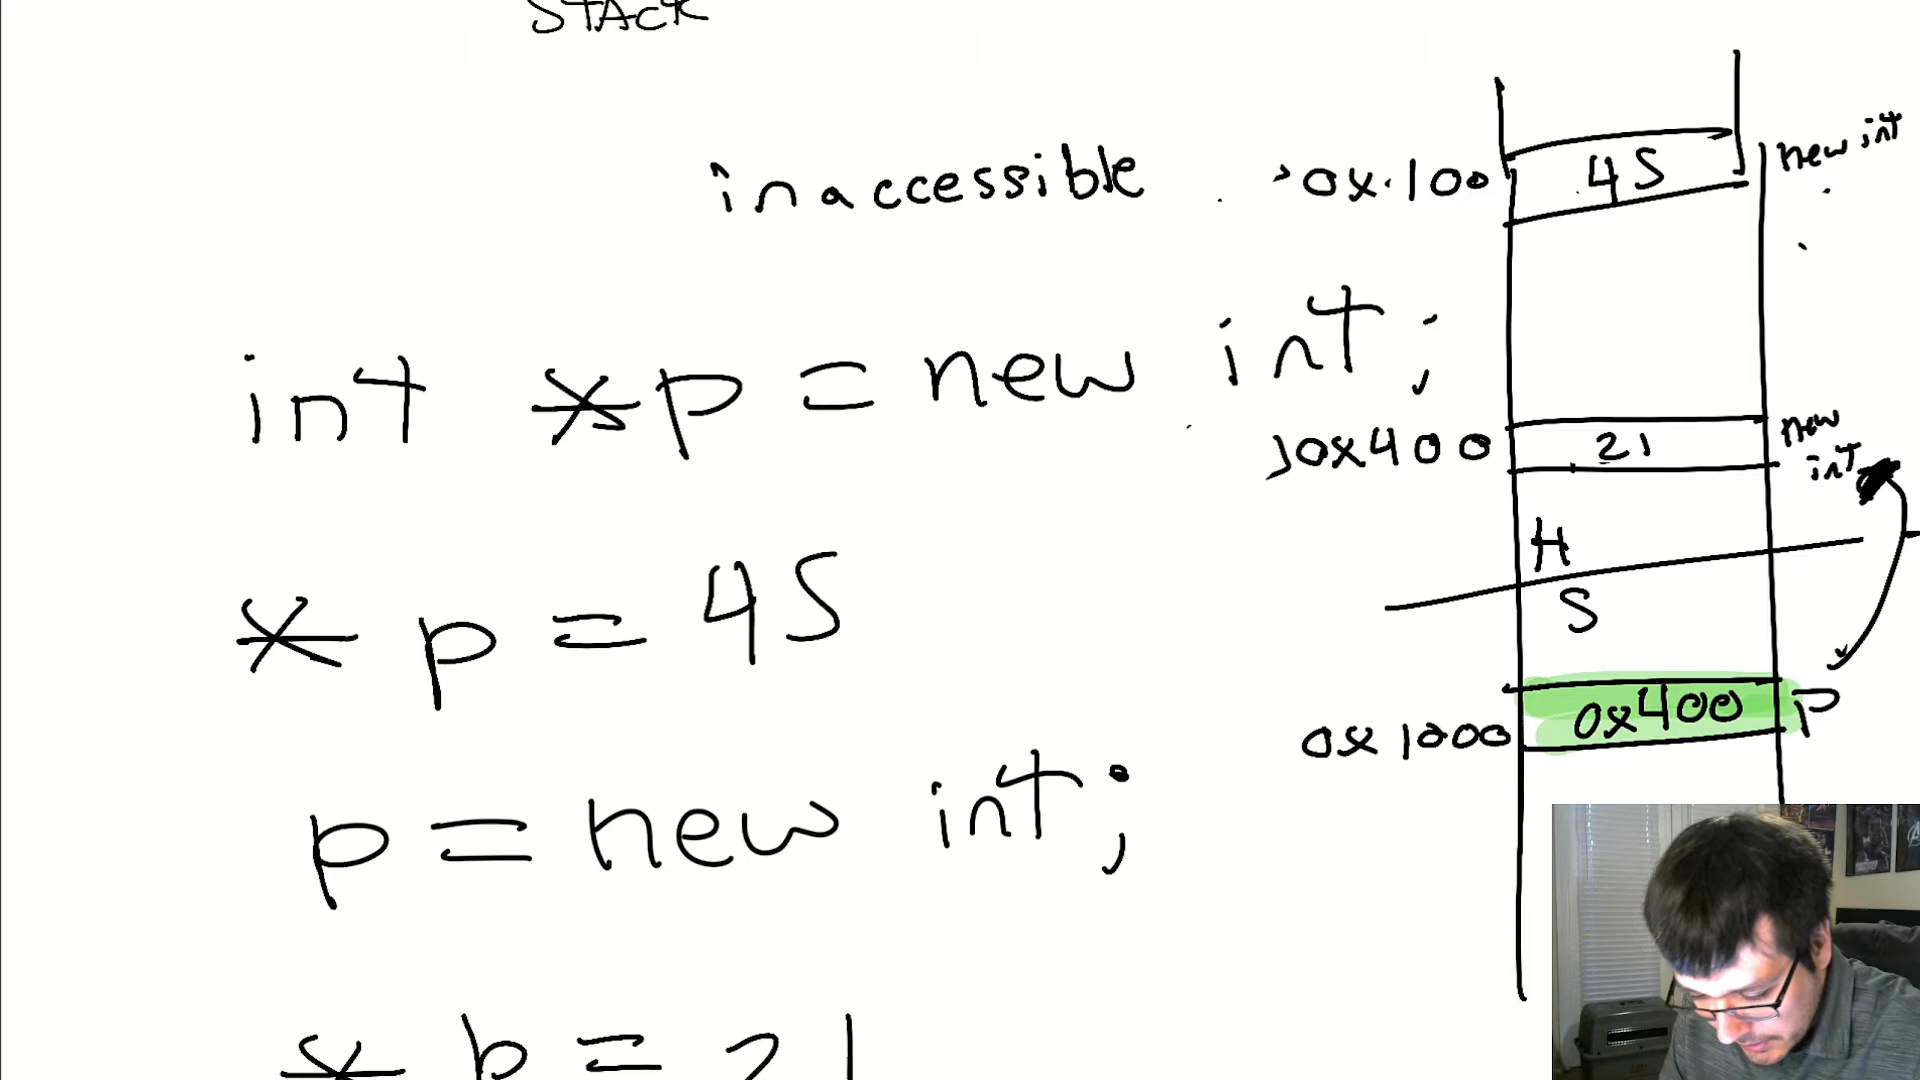 STACK
inaccessible
int *p = new int;
*p = 45
p = new int;
*p = 21
0x100 45 new int
0x400 21 new int
H
S
0x1000 0x400 P